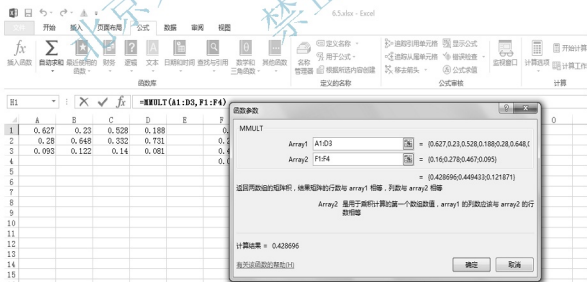 6.5.xlsx - Excel
开始 插入 页面布局 公式 数据 审阅 视图
fx Σ
插入函数 自动求和 最近使用的函数 财务 逻辑 文本 日期和时间 查找与引用 数学和三角函数 其他函数
名称管理器 定义名称 用于公式 根据所选内容创建
追踪引用单元格 显示公式
追踪从属单元格 错误检查
移去箭头 公式求值
监视窗口 计算选项 开始计算
计算工作
函数库 定义的名称 公式审核 计算
H1 fx =MMULT(A1:D3,F1:F4)
A B C D E F O
1 0.627 0.23 0.528 0.188
2 0.28 0.648 0.332 0.731
3 0.093 0.122 0.14 0.081
4
5
6
7
8
9
10
11
12
13
14
15
函数参数
MMULT
Array1 A1:D3 = {0.627,0.23,0.528,0.188;0.28,0.648,(
Array2 F1:F4 = {0.16;0.278;0.467;0.095}
= {0.428696;0.449433;0.121871}
返回两数组的矩阵积，结果矩阵的行数与 array1 相等，列数与 array2 相等
Array2 是用于乘积计算的第一个数组数值，array1 的列数应该与 array2 的行数相等
计算结果 = 0.428696
有关该函数的帮助(H) 确定 取消